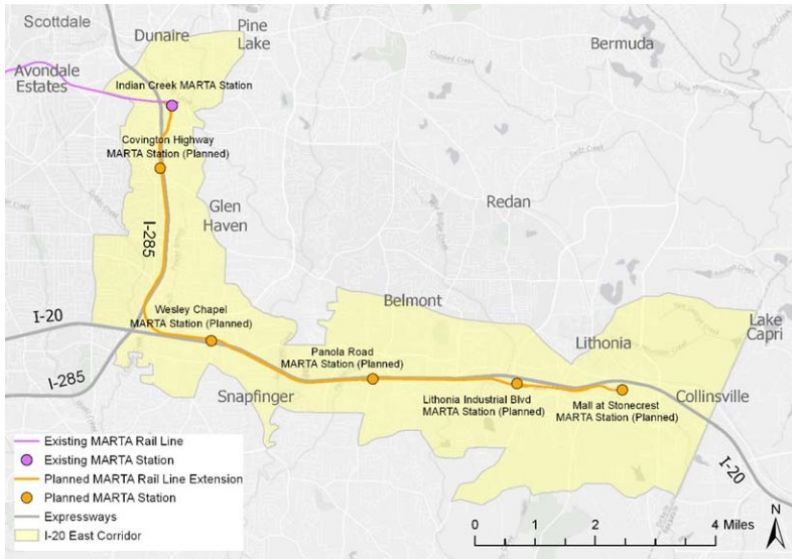 Scottdale
Dunaire
Pine
Lake
Bermuda
Avondale
Estates
Indian Creek MARTA Station
Covington Highway
MARTA Station (Planned)
Glen
Haven
Redan
I-285
Belmont
Wesley Chapel
MARTA Station (Planned)
I-20
Lake
Capri
Lithonia
Panola Road
MARTA Station (Planned)
I-285
Snapfinger
Lithonia Industrial Blvd
MARTA Station (Planned)
Mall at Stonecrest
MARTA Station (Planned)
Collinsville
I-20
Existing MARTA Rail Line
Existing MARTA Station
Planned MARTA Rail Line Extension
Planned MARTA Station
Expressways
I-20 East Corridor
0 1 2 4 Miles
N